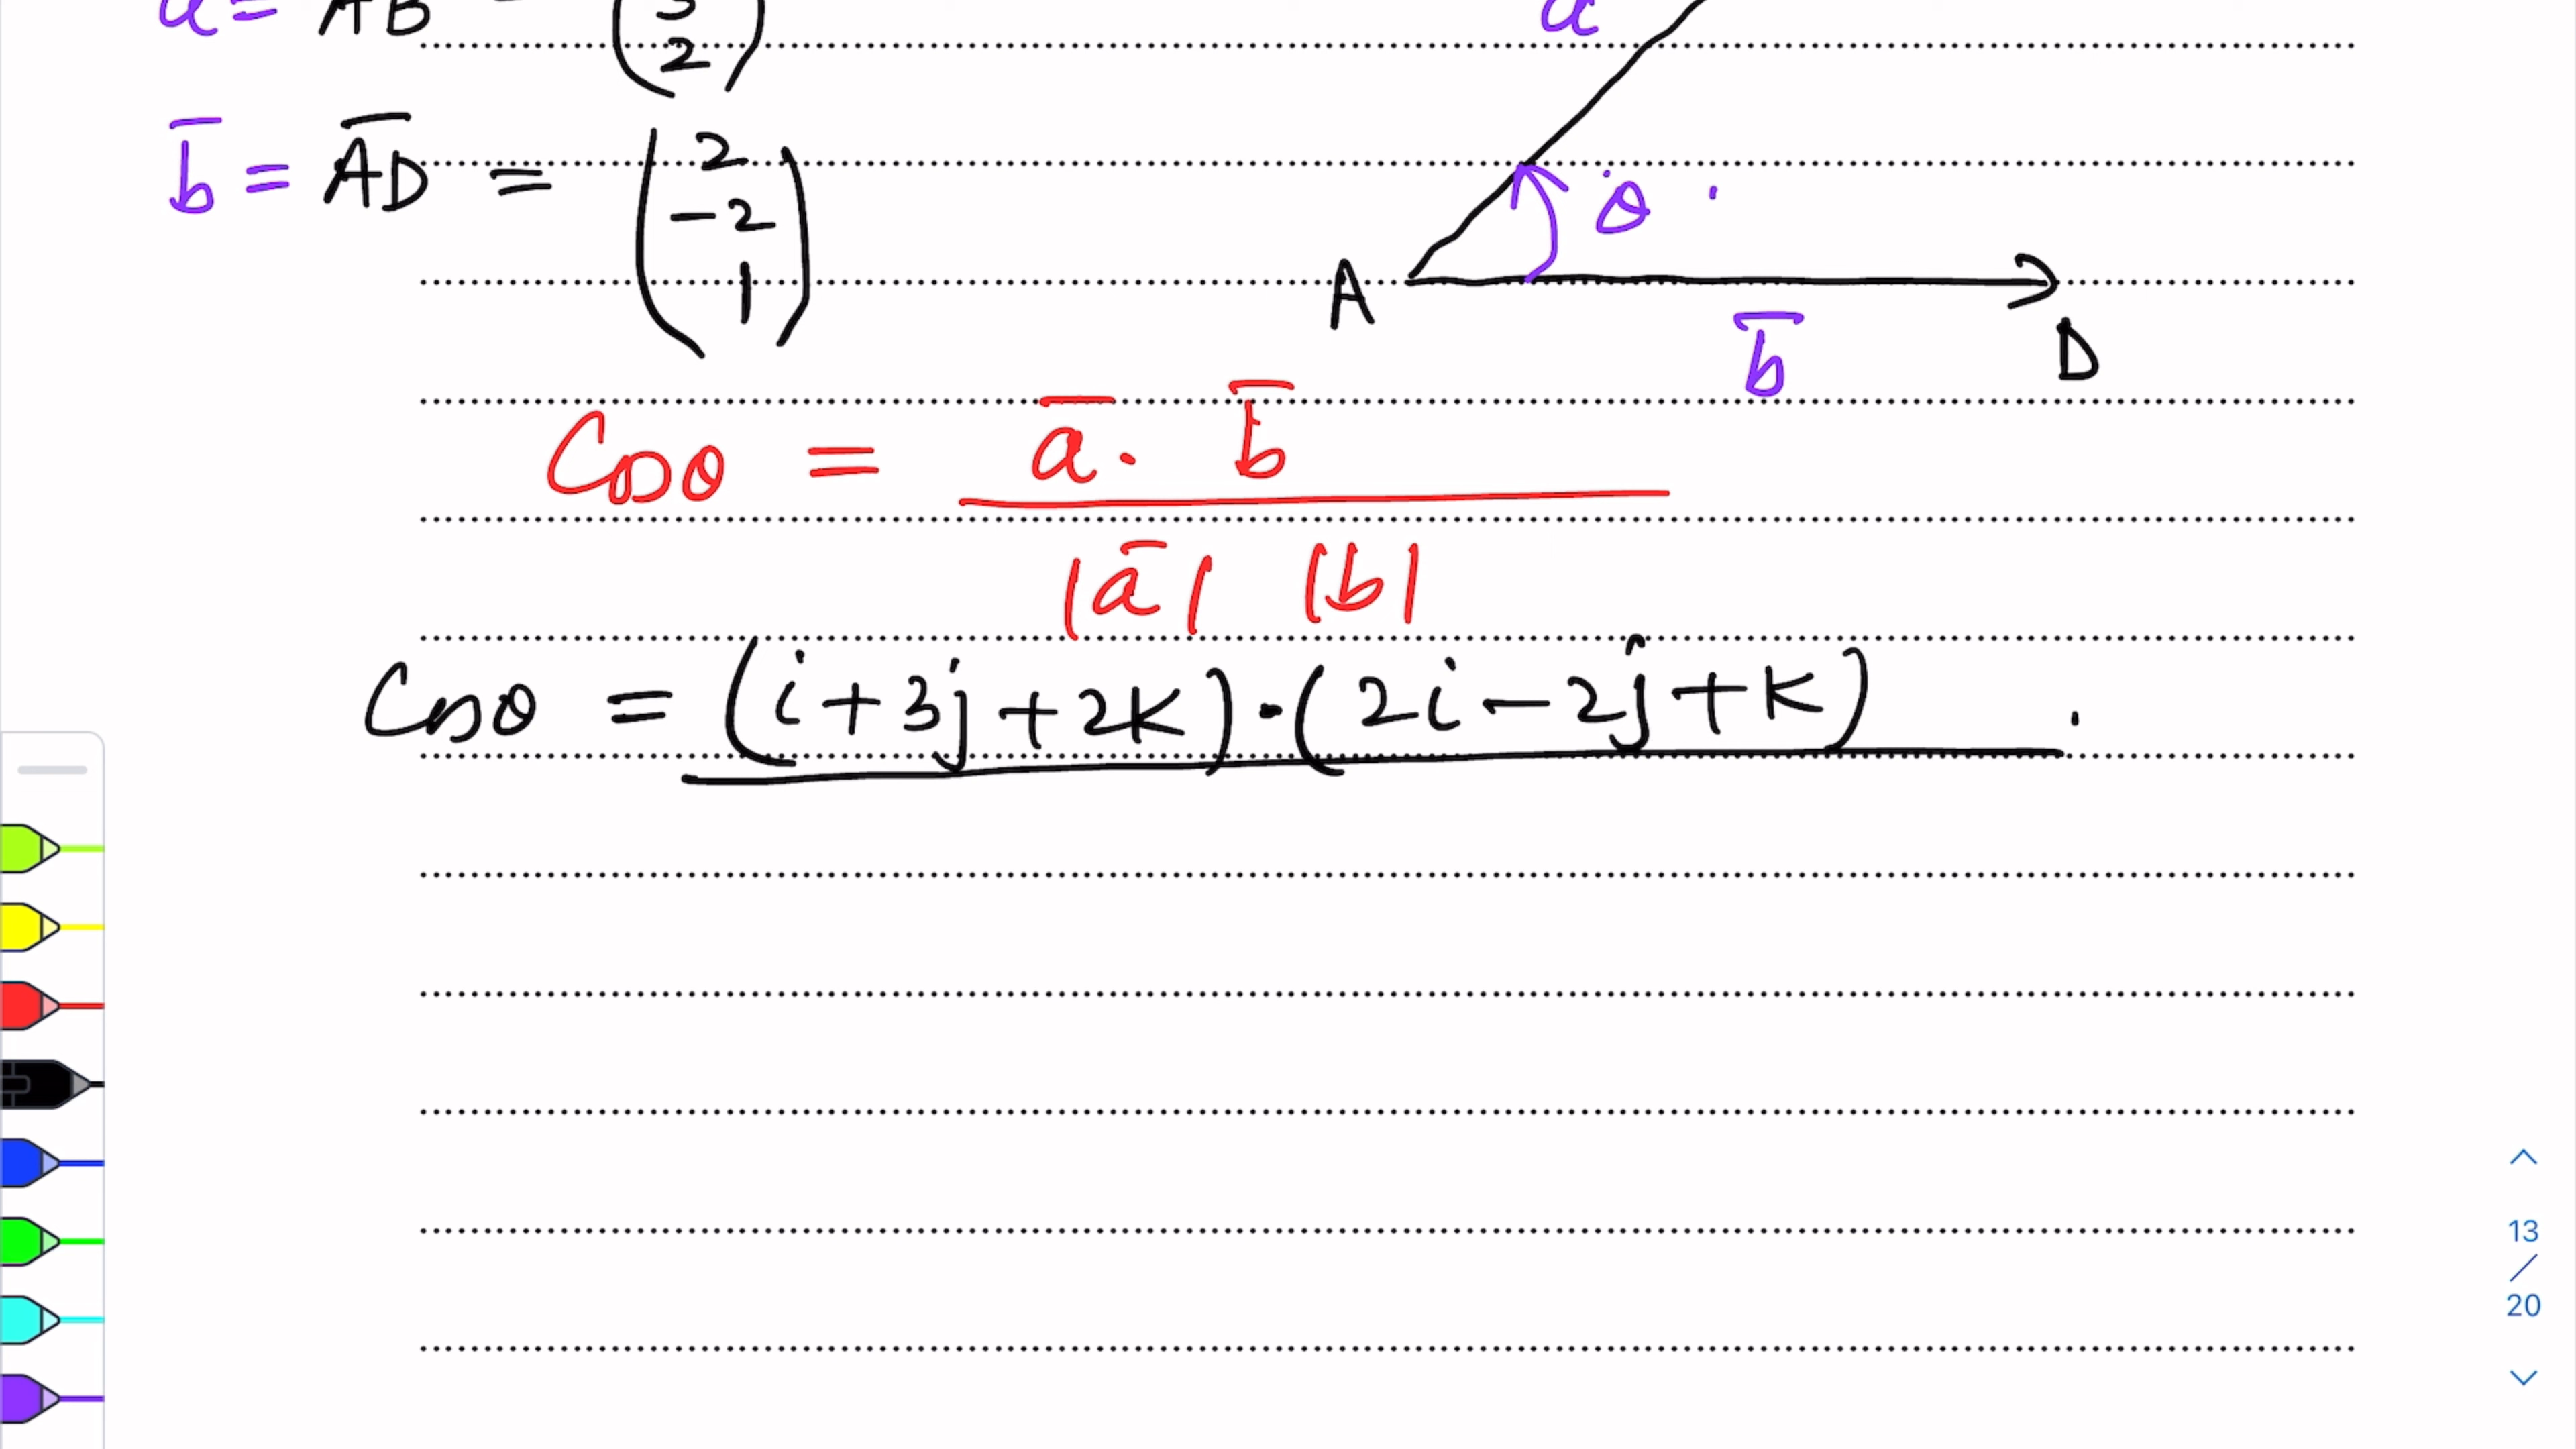 a = AB = (3 2)
b = AD = (2 -2 1)
a
θ
A
b
D
Cosθ = a . b
|a| |b|
Cosθ = (i+3j+2k)·(2i-2j+k)
13
/
20